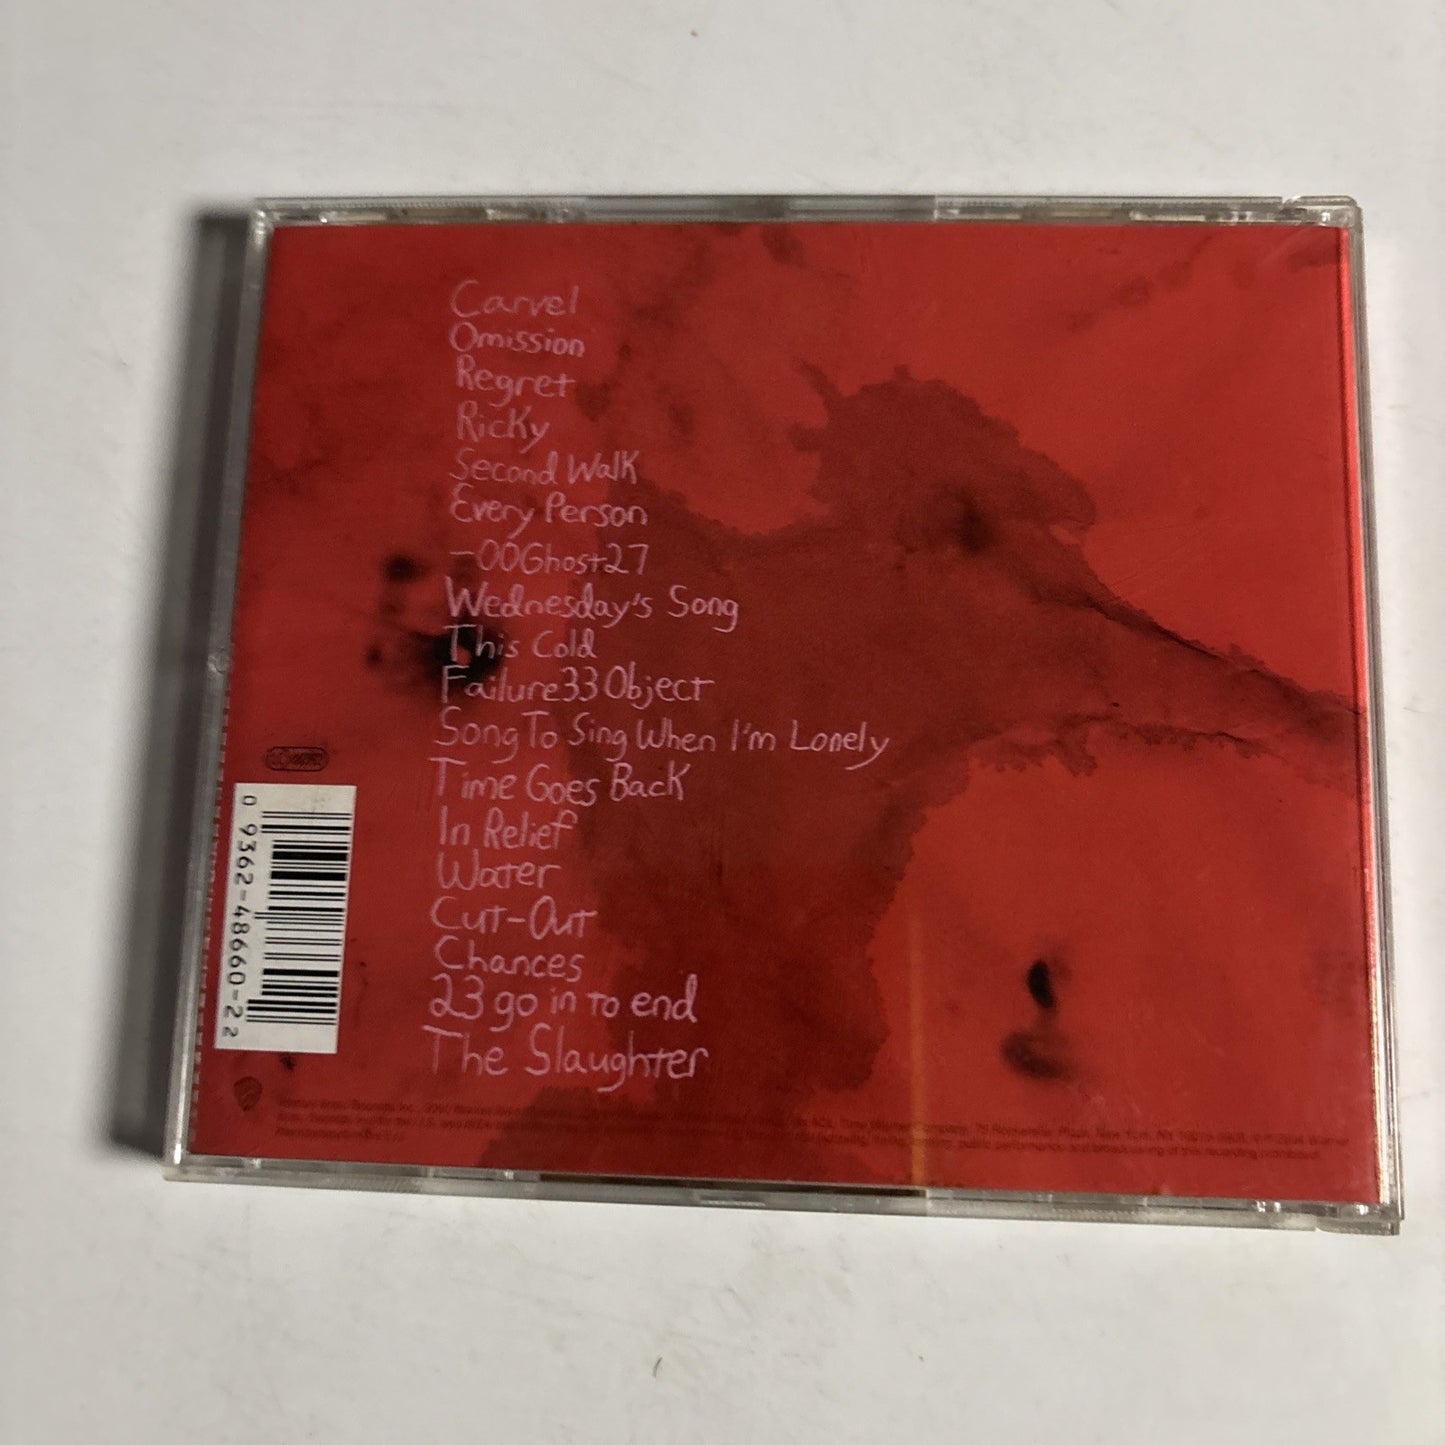 Carvel
Omission
Regret
Ricky
Second Walk
Every Person
-00Ghost27
Wednesday's Song
This Cold
Failure33Object
Song To Sing When I'm Lonely
Time Goes Back
In Relief
Water
Cut-Out
Chances
23 go in to end
The Slaughter
0 9362-48660-2 2